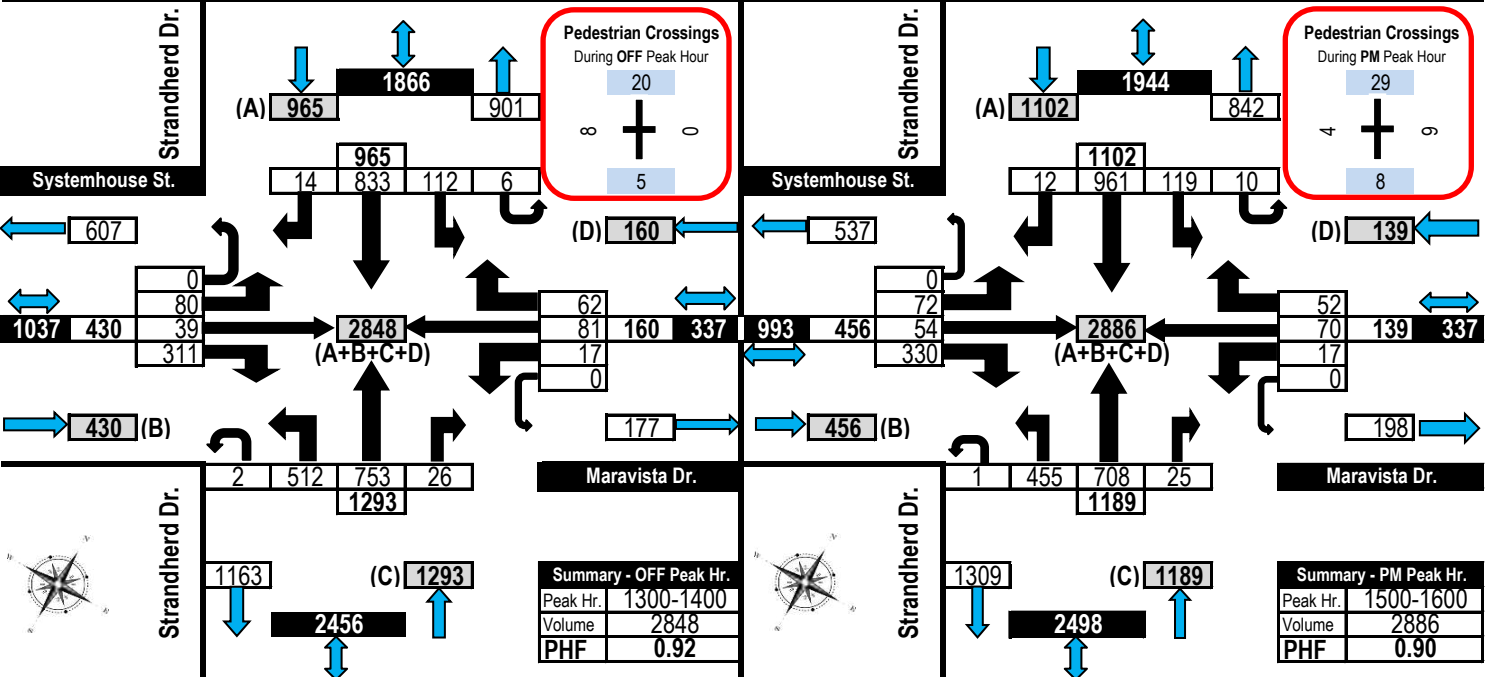 Strandherd Dr.
1866
(A) 965
901
Pedestrian Crossings
During OFF Peak Hour
20
8
0
5
965
14 833 112 6
Systemhouse St.
607
(D) 160
0
80
39
311
1037 430
2848
(A+B+C+D)
62
81
17
0
160 337
430 (B)
177
2 512 753 26
1293
Maravista Dr.
Strandherd Dr.
1163
(C) 1293
2456
Summary - OFF Peak Hr.
Peak Hr. 1300-1400
Volume 2848
PHF 0.92
Strandherd Dr.
1944
(A) 1102
842
Pedestrian Crossings
During PM Peak Hour
29
4
9
8
1102
12 961 119 10
Systemhouse St.
537
(D) 139
0
72
54
330
993 456
2886
(A+B+C+D)
52
70
17
0
139 337
456 (B)
198
1 455 708 25
1189
Maravista Dr.
Strandherd Dr.
1309
(C) 1189
2498
Summary - PM Peak Hr.
Peak Hr. 1500-1600
Volume 2886
PHF 0.90